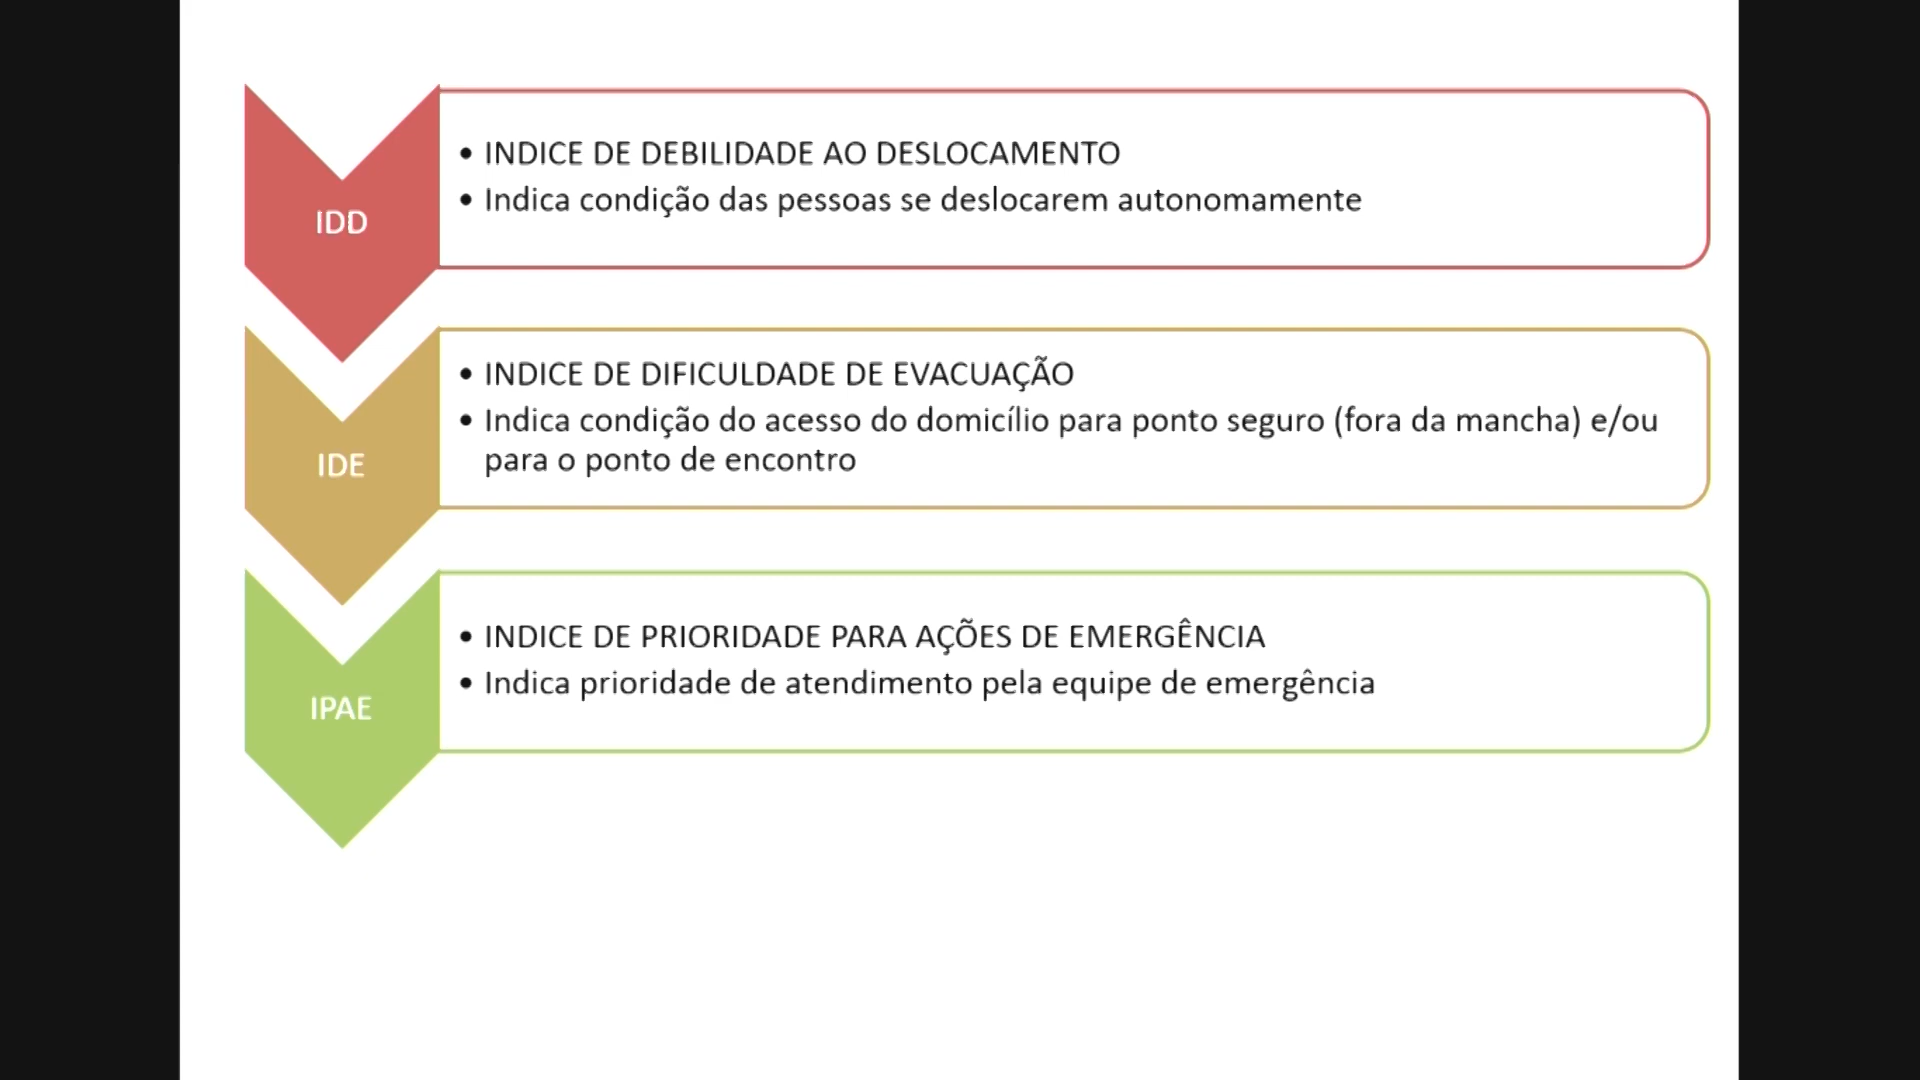 IDD
• INDICE DE DEBILIDADE AO DESLOCAMENTO
• Indica condição das pessoas se deslocarem autonomamente
IDE
• INDICE DE DIFICULDADE DE EVACUAÇÃO
• Indica condição do acesso do domicílio para ponto seguro (fora da mancha) e/ou
para o ponto de encontro
IPAE
• INDICE DE PRIORIDADE PARA AÇÕES DE EMERGÊNCIA
• Indica prioridade de atendimento pela equipe de emergência